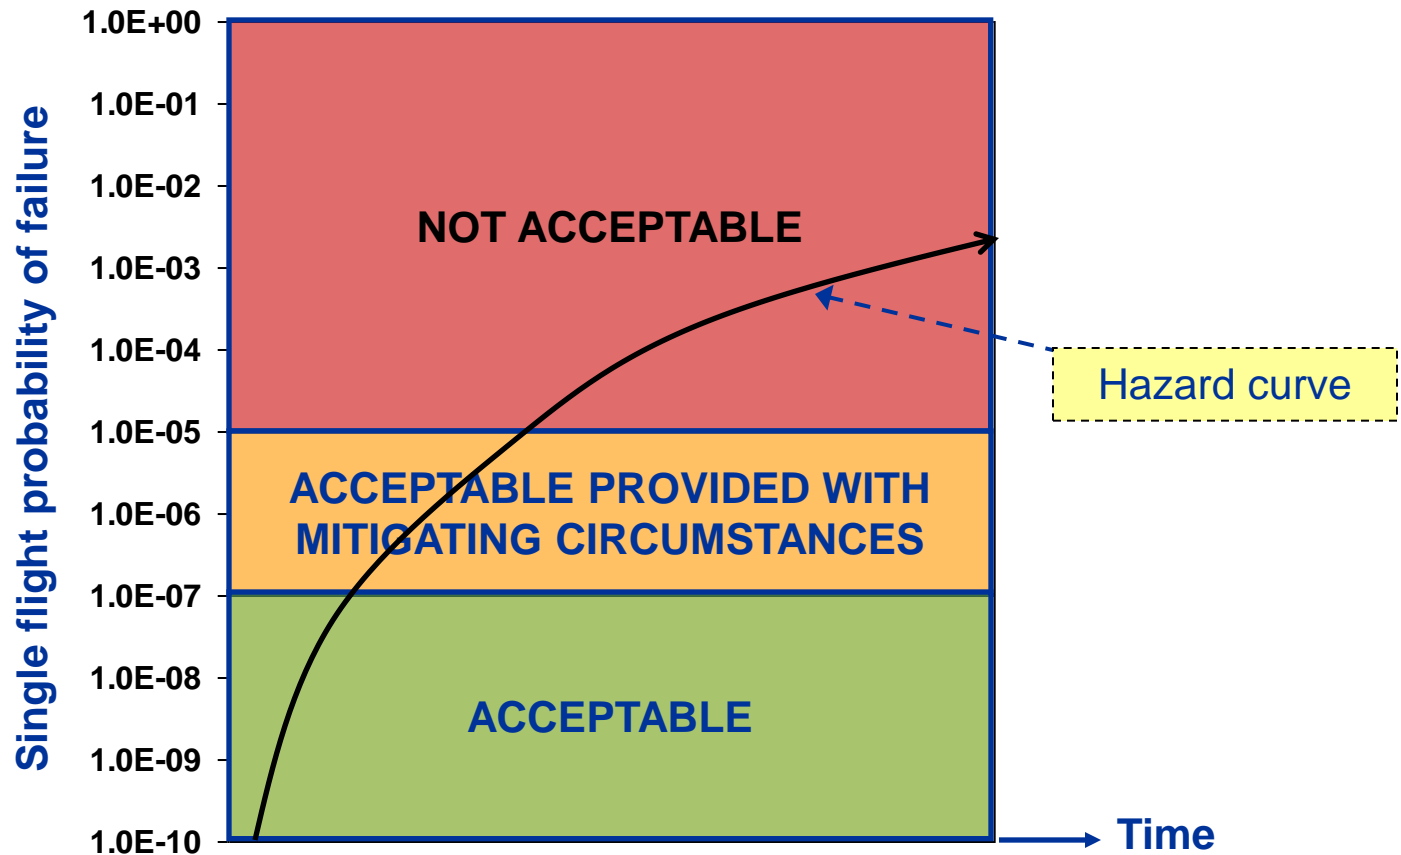 Single flight probability of failure
1.0E+00
1.0E-01
1.0E-02
1.0E-03
1.0E-04
1.0E-05
1.0E-06
1.0E-07
1.0E-08
1.0E-09
1.0E-10
NOT ACCEPTABLE
Hazard curve
ACCEPTABLE PROVIDED WITH
MITIGATING CIRCUMSTANCES
ACCEPTABLE
Time